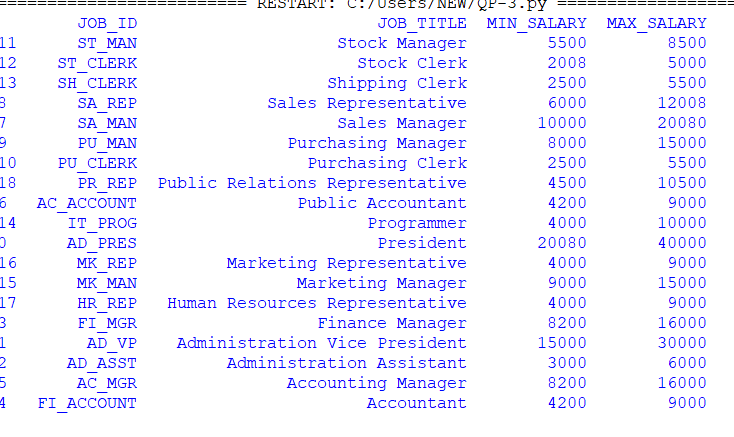 ========================== RESTART: C:/Users/NEW/QP-3.py ===================
JOB_ID JOB_TITLE MIN_SALARY MAX_SALARY
11 ST_MAN Stock Manager 5500 8500
12 ST_CLERK Stock Clerk 2008 5000
13 SH_CLERK Shipping Clerk 2500 5500
8 SA_REP Sales Representative 6000 12008
7 SA_MAN Sales Manager 10000 20080
9 PU_MAN Purchasing Manager 8000 15000
10 PU_CLERK Purchasing Clerk 2500 5500
18 PR_REP Public Relations Representative 4500 10500
6 AC_ACCOUNT Public Accountant 4200 9000
14 IT_PROG Programmer 4000 10000
0 AD_PRES President 20080 40000
16 MK_REP Marketing Representative 4000 9000
15 MK_MAN Marketing Manager 9000 15000
17 HR_REP Human Resources Representative 4000 9000
3 FI_MGR Finance Manager 8200 16000
1 AD_VP Administration Vice President 15000 30000
2 AD_ASST Administration Assistant 3000 6000
5 AC_MGR Accounting Manager 8200 16000
4 FI_ACCOUNT Accountant 4200 9000